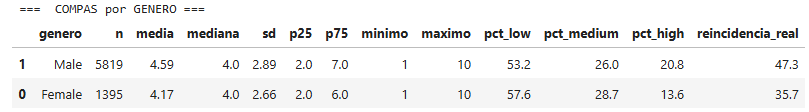 === COMPAS por GENERO ===
genero n media mediana sd p25 p75 minimo maximo pct_low pct_medium pct_high reincidencia_real
1 Male 5819 4.59 4.0 2.89 2.0 7.0 1 10 53.2 26.0 20.8 47.3
0 Female 1395 4.17 4.0 2.66 2.0 6.0 1 10 57.6 28.7 13.6 35.7